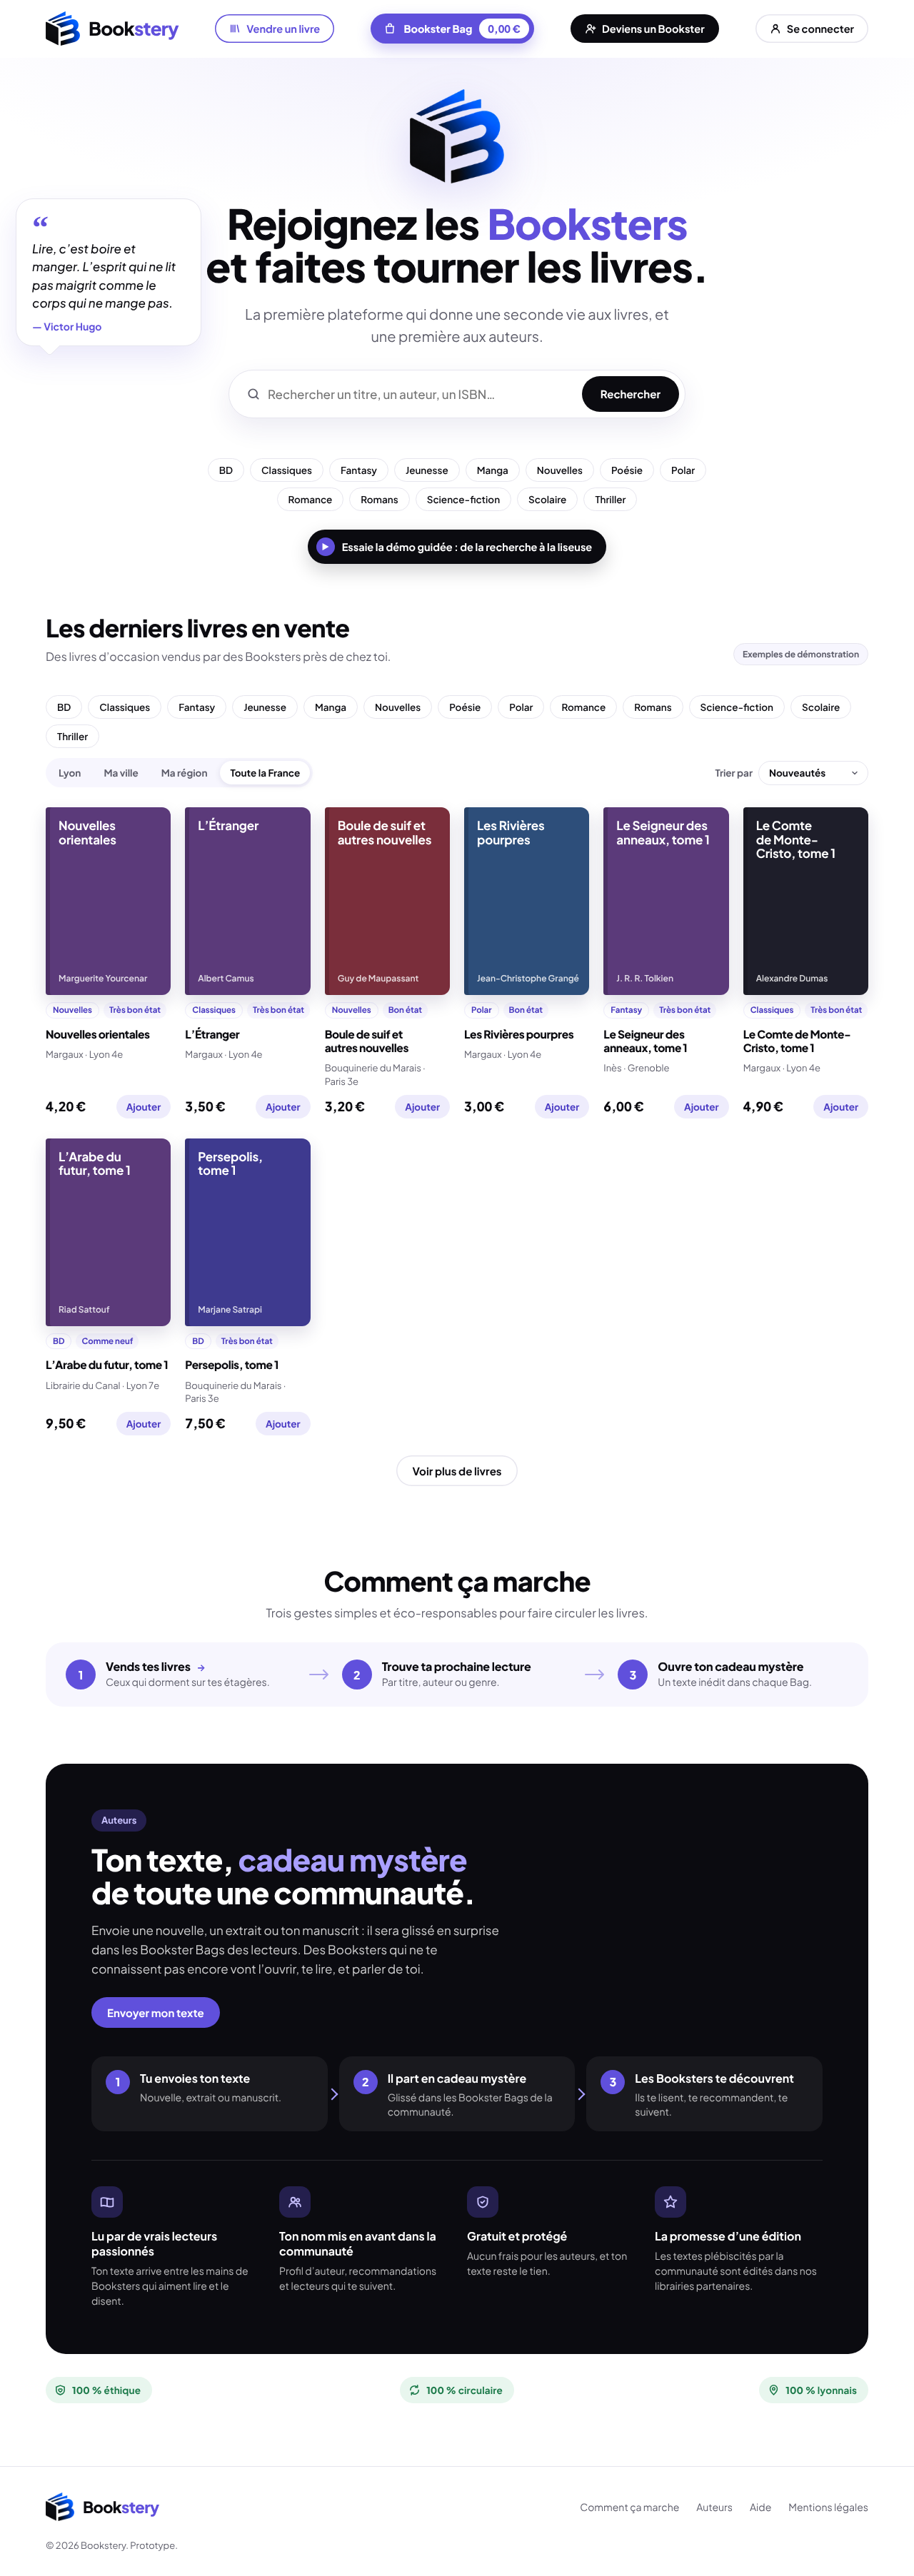 Bookstery
Vendre un livre
Bookster Bag 0,00 €
Deviens un Bookster
Se connecter
“
Lire, c’est boire et
manger. L’esprit qui ne lit
pas maigrit comme le
corps qui ne mange pas.
— Victor Hugo
Rejoignez les Booksters
et faites tourner les livres.
La première plateforme qui donne une seconde vie aux livres, et
une première aux auteurs.
Rechercher un titre, un auteur, un ISBN…
Rechercher
BD Classiques Fantasy Jeunesse Manga Nouvelles Poésie Polar
Romance Romans Science-fiction Scolaire Thriller
Essaie la démo guidée : de la recherche à la liseuse
Les derniers livres en vente
Des livres d’occasion vendus par des Booksters près de chez toi.
Exemples de démonstration
BD Classiques Fantasy Jeunesse Manga Nouvelles Poésie Polar Romance Romans Science-fiction Scolaire
Thriller
Lyon Ma ville Ma région Toute la France
Trier par Nouveautés
Nouvelles
orientales
Marguerite Yourcenar
Nouvelles Très bon état
Nouvelles orientales
Margaux · Lyon 4e
4,20 € Ajouter
L’Étranger
Albert Camus
Classiques Très bon état
L’Étranger
Margaux · Lyon 4e
3,50 € Ajouter
Boule de suif et
autres nouvelles
Guy de Maupassant
Nouvelles Bon état
Boule de suif et
autres nouvelles
Bouquinerie du Marais ·
Paris 3e
3,20 € Ajouter
Les Rivières
pourpres
Jean-Christophe Grangé
Polar Bon état
Les Rivières pourpres
Margaux · Lyon 4e
3,00 € Ajouter
Le Seigneur des
anneaux, tome 1
J. R. R. Tolkien
Fantasy Très bon état
Le Seigneur des
anneaux, tome 1
Inès · Grenoble
6,00 € Ajouter
Le Comte
de Monte-
Cristo, tome 1
Alexandre Dumas
Classiques Très bon état
Le Comte de Monte-
Cristo, tome 1
Margaux · Lyon 4e
4,90 € Ajouter
L’Arabe du
futur, tome 1
Riad Sattouf
BD Comme neuf
L’Arabe du futur, tome 1
Librairie du Canal · Lyon 7e
9,50 € Ajouter
Persepolis,
tome 1
Marjane Satrapi
BD Très bon état
Persepolis, tome 1
Bouquinerie du Marais ·
Paris 3e
7,50 € Ajouter
Voir plus de livres
Comment ça marche
Trois gestes simples et éco-responsables pour faire circuler les livres.
1
Vends tes livres →
Ceux qui dorment sur tes étagères.
2
Trouve ta prochaine lecture
Par titre, auteur ou genre.
3
Ouvre ton cadeau mystère
Un texte inédit dans chaque Bag.
Auteurs
Ton texte, cadeau mystère
de toute une communauté.
Envoie une nouvelle, un extrait ou ton manuscrit : il sera glissé en surprise
dans les Bookster Bags des lecteurs. Des Booksters qui ne te
connaissent pas encore vont l’ouvrir, te lire, et parler de toi.
Envoyer mon texte
1
Tu envoies ton texte
Nouvelle, extrait ou manuscrit.
2
Il part en cadeau mystère
Glissé dans les Bookster Bags de la
communauté.
3
Les Booksters te découvrent
Ils te lisent, te recommandent, te
suivent.
Lu par de vrais lecteurs
passionnés
Ton texte arrive entre les mains de
Booksters qui aiment lire et le
disent.
Ton nom mis en avant dans la
communauté
Profil d’auteur, recommandations
et lecteurs qui te suivent.
Gratuit et protégé
Aucun frais pour les auteurs, et ton
texte reste le tien.
La promesse d’une édition
Les textes plébiscités par la
communauté sont édités dans nos
librairies partenaires.
100 % éthique
100 % circulaire
100 % lyonnais
Bookstery
Comment ça marche Auteurs Aide Mentions légales
© 2026 Bookstery. Prototype.